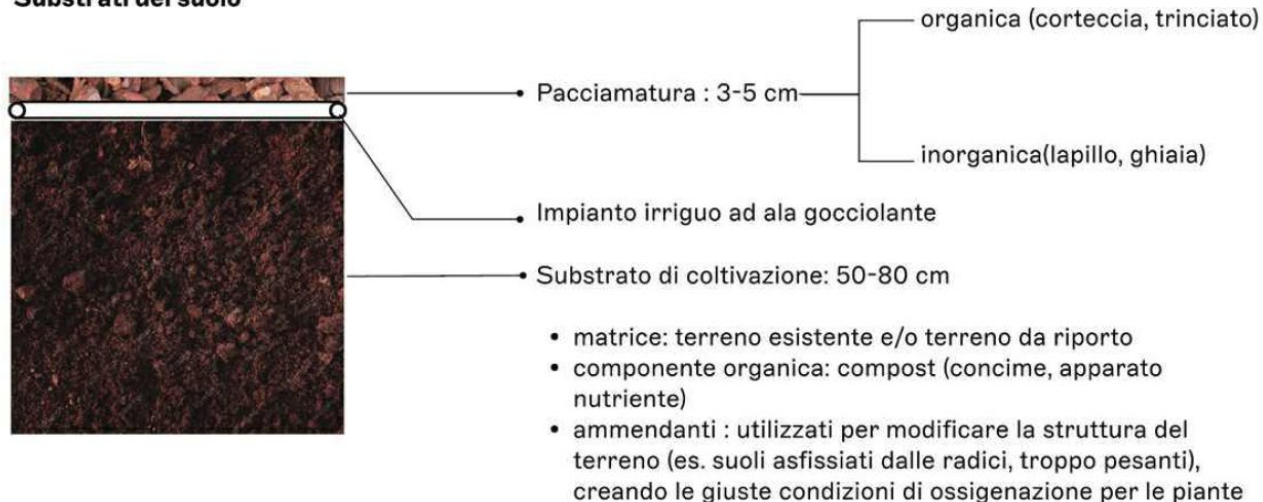 Substrati del suolo
organica (corteccia, trinciato)
Pacciamatura : 3-5 cm
inorganica(lapillo, ghiaia)
Impianto irriguo ad ala gocciolante
Substrato di coltivazione: 50-80 cm
• matrice: terreno esistente e/o terreno da riporto
• componente organica: compost (concime, apparato
nutriente)
• ammendanti : utilizzati per modificare la struttura del
terreno (es. suoli asfissiati dalle radici, troppo pesanti),
creando le giuste condizioni di ossigenazione per le piante